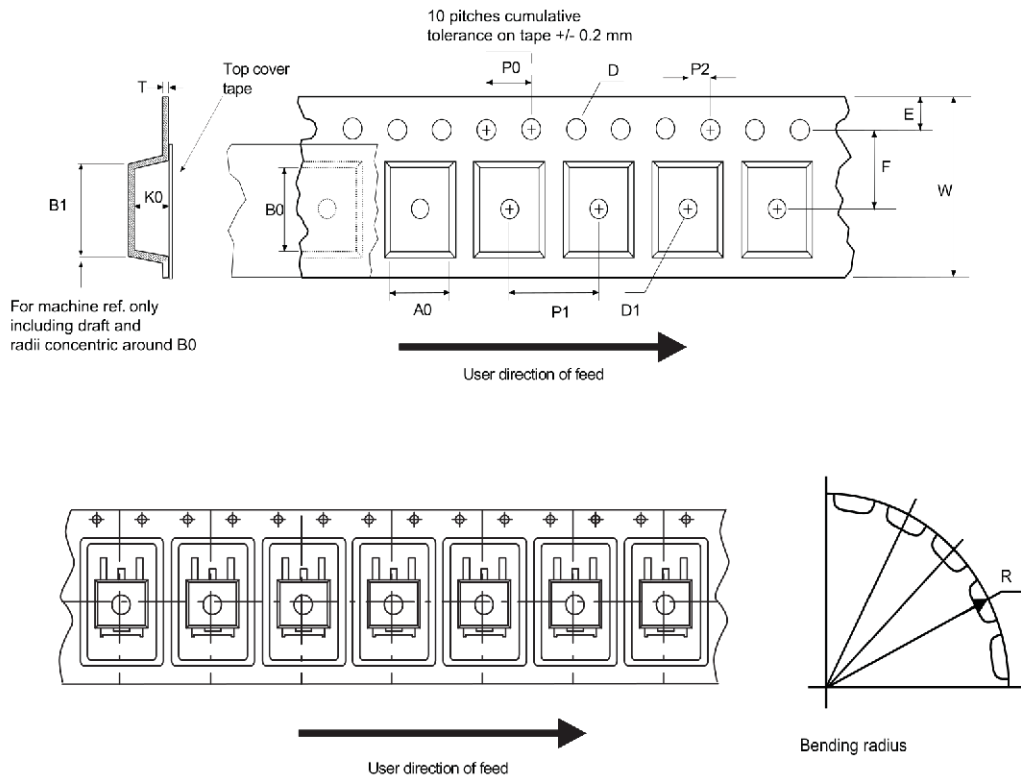 10 pitches cumulative
tolerance on tape +/- 0.2 mm
T
Top cover
tape
P0
D
P2
E
F
W
B1
K0
B0
For machine ref. only
including draft and
radii concentric around B0
A0
P1
D1
User direction of feed
R
Bending radius
User direction of feed